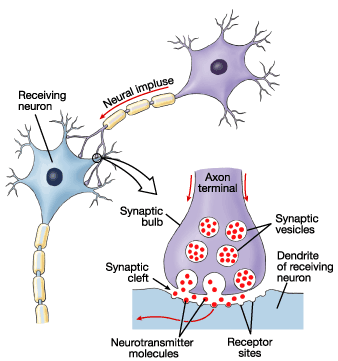 Neural impluse
Receiving
neuron
Axon
terminal
Synaptic
bulb
Synaptic
vesicles
Synaptic
cleft
Dendrite
of receiving
neuron
Neurotransmitter
molecules
Receptor
sites